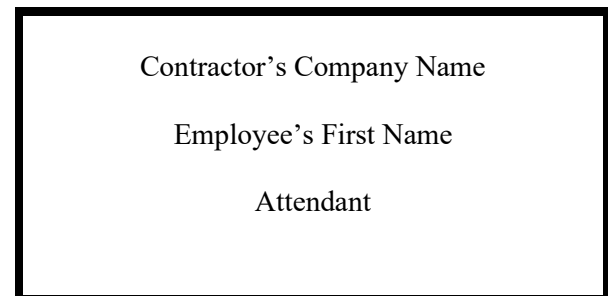 Contractor’s Company Name
Employee’s First Name
Attendant